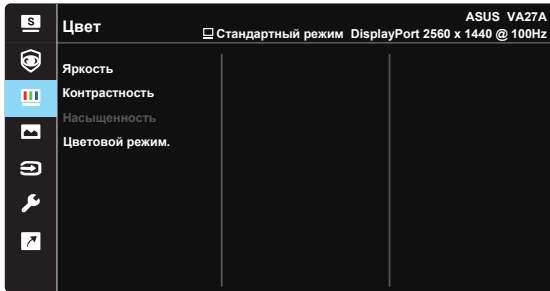 S
ASUS VA27A
Цвет
Стандартный режим DisplayPort 2560 x 1440 @ 100Hz
Яркость
Контрастность
Насыщенность
Цветовой режим.